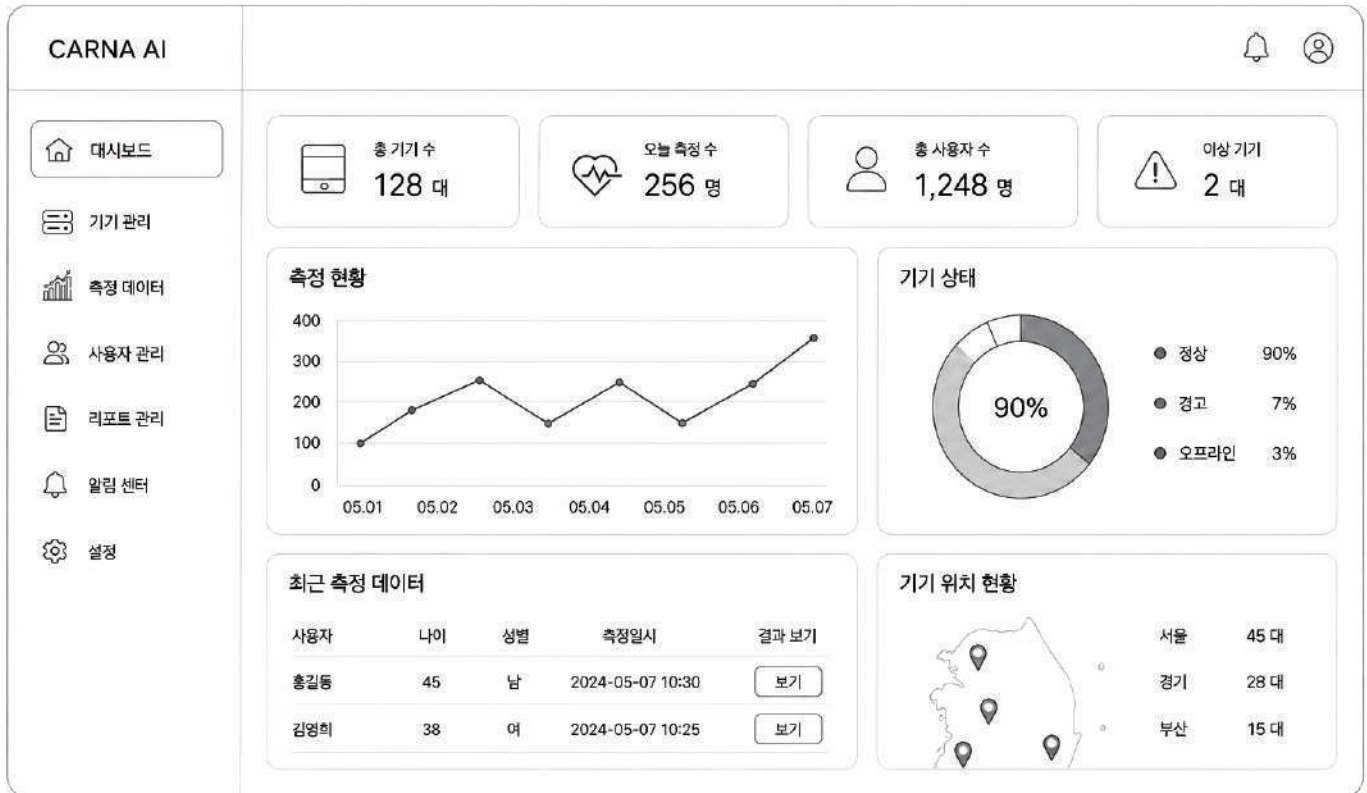 CARNA AI
대시보드
기기 관리
측정 데이터
사용자 관리
리포트 관리
알림 센터
설정
총 기기 수
128 대
오늘 측정 수
256 명
총 사용자 수
1,248 명
이상 기기
2 대
측정 현황
400
300
200
100
0
05.01 05.02 05.03 05.04 05.05 05.06 05.07
기기 상태
90%
정상 90%
경고 7%
오프라인 3%
최근 측정 데이터
사용자 나이 성별 측정일시 결과 보기
홍길동 45 남 2024-05-07 10:30 보기
김영희 38 여 2024-05-07 10:25 보기
기기 위치 현황
서울 45 대
경기 28 대
부산 15 대